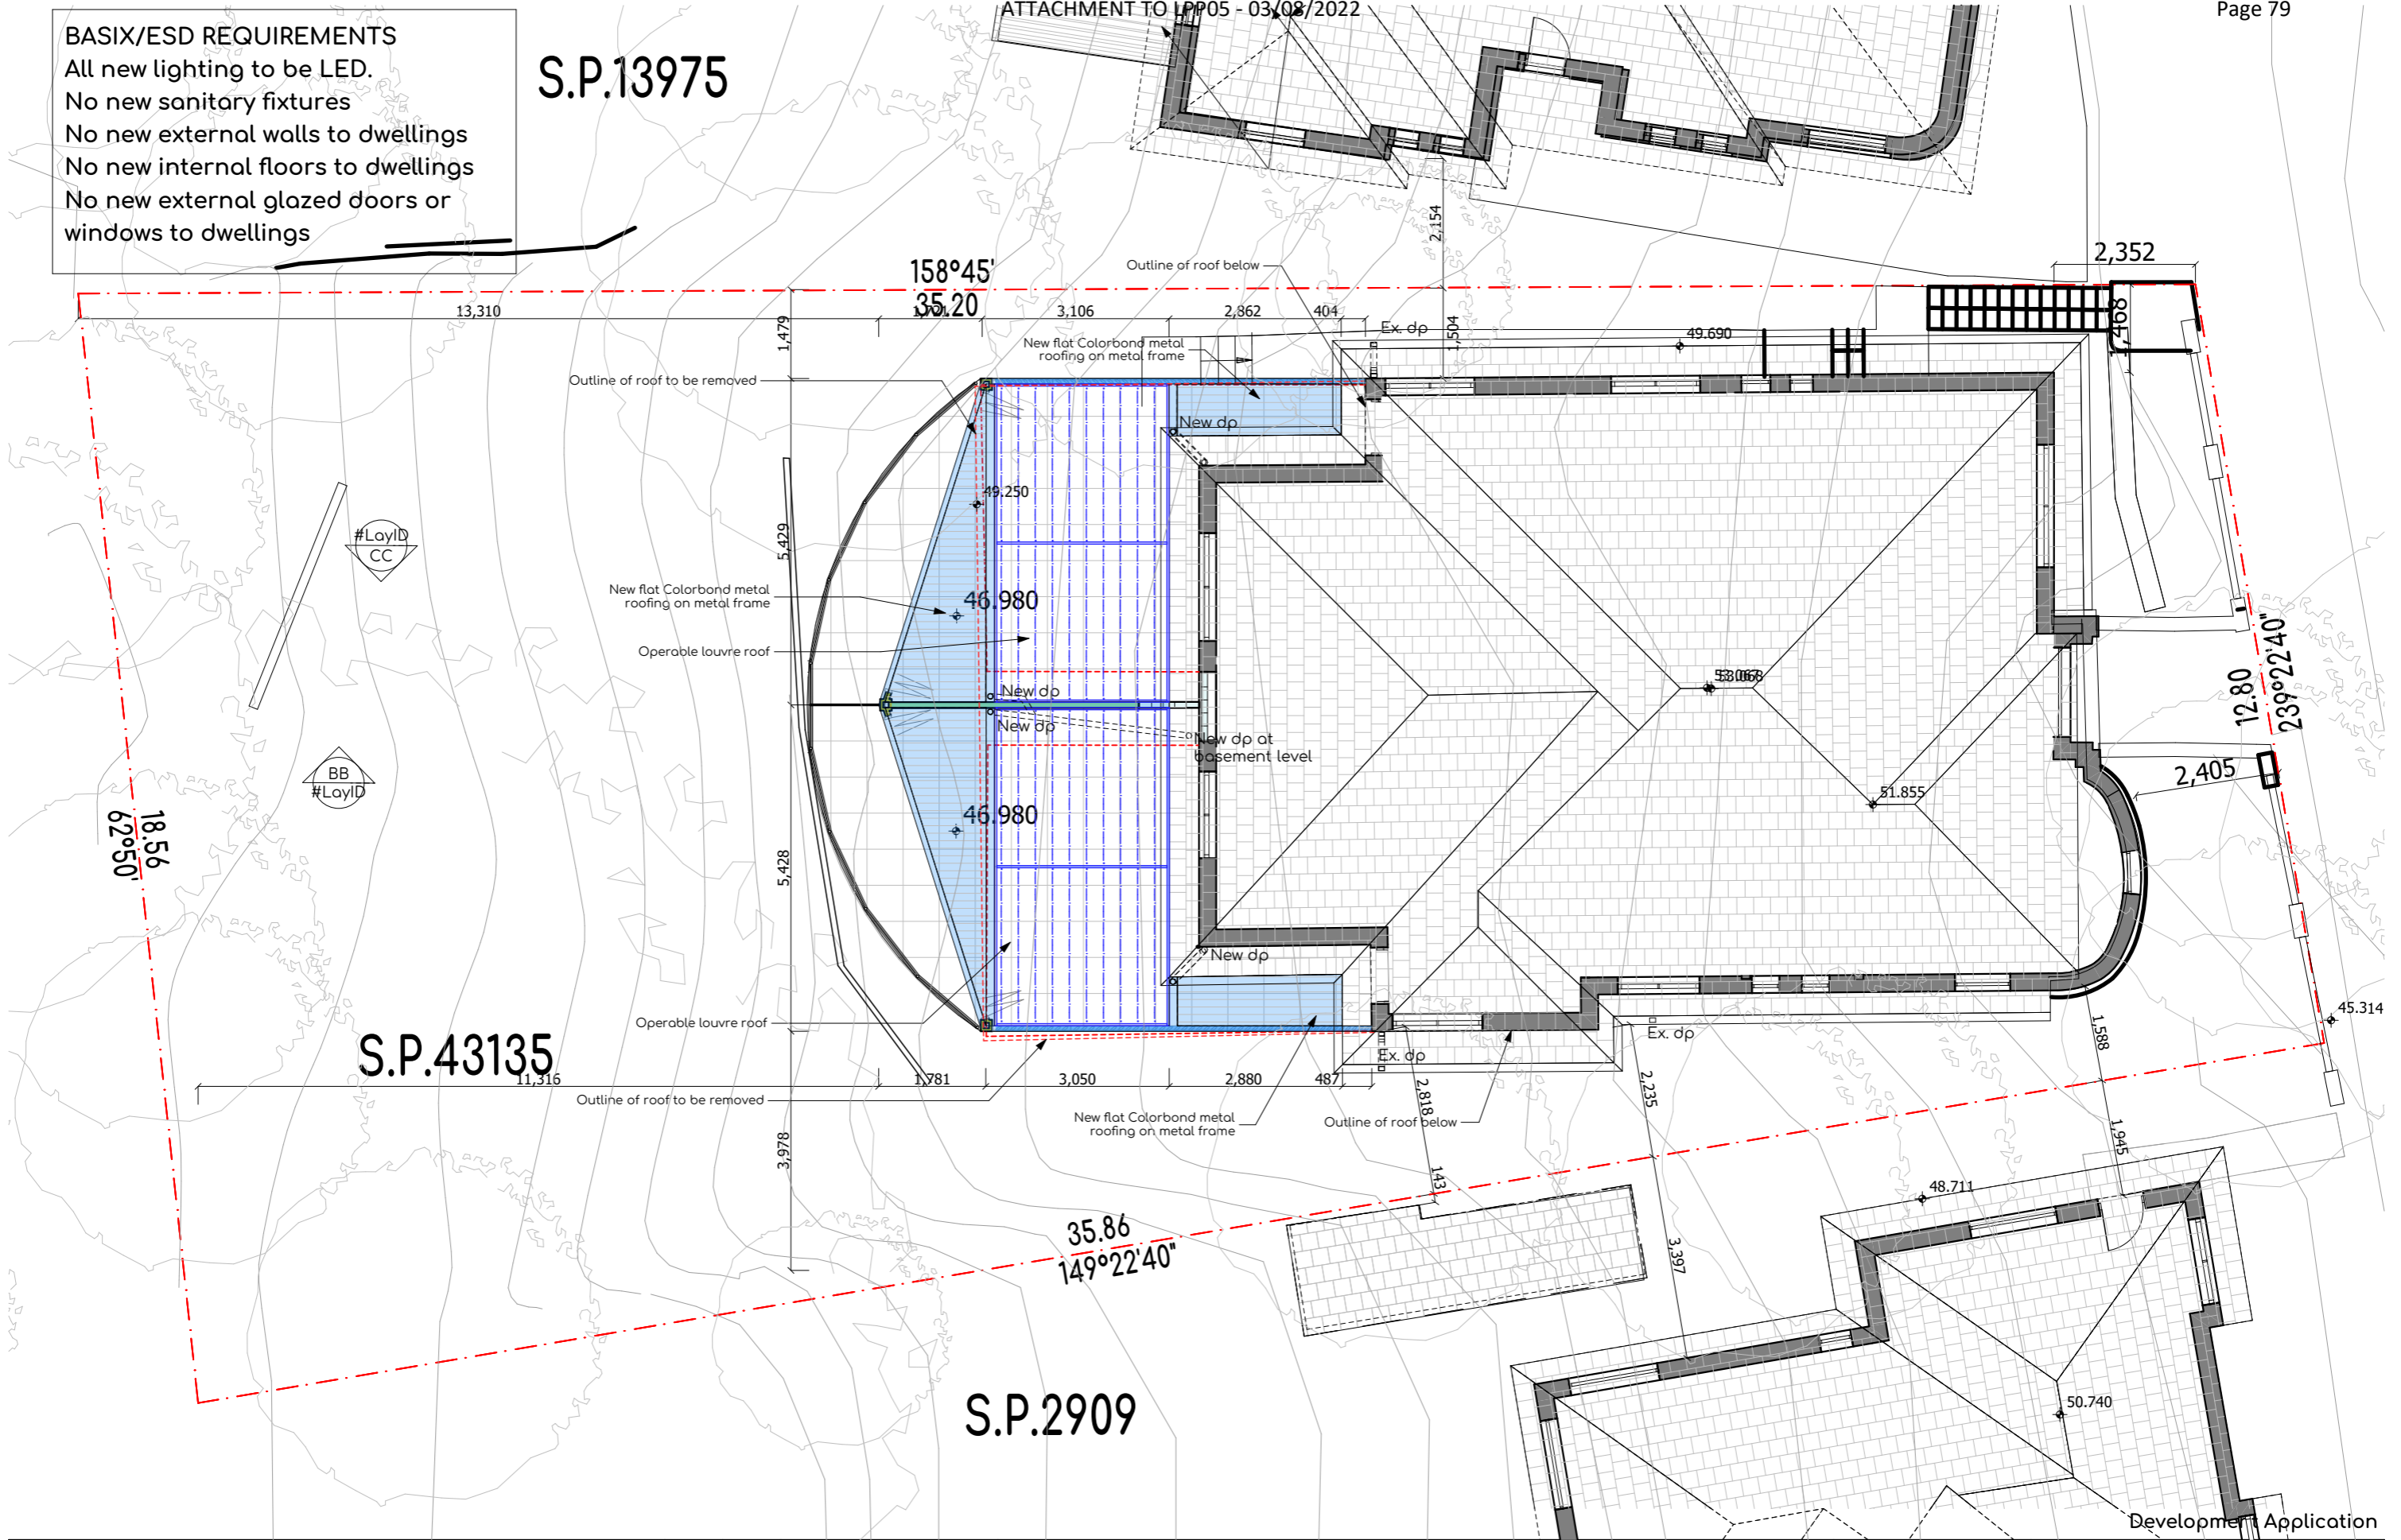 ATTACHMENT TO LPP05 - 03/08/2022
Page 79
BASIX/ESD REQUIREMENTS
All new lighting to be LED.
No new sanitary fixtures
No new external walls to dwellings
No new internal floors to dwellings
No new external glazed doors or
windows to dwellings
S.P.13975
2,154
2,352
158°45'
35.20
Outline of roof below
13,310
3,106
2,862
404
1,468
1,479
1,504
Ex. dp
49.690
New flat Colorbond metal
roofing on metal frame
Outline of roof to be removed
New dp
49.250
#LayID
CC
5,429
New flat Colorbond metal
roofing on metal frame
46.980
Operable louvre roof
New dp
New dp
New dp at
basement level
53.068
12.80
239°22'40"
BB
#LayID
2,405
51.855
46.980
18.56
62°50'
5,428
New dp
Operable louvre roof
45.314
S.P.43135
Ex. dp
Ex. dp
1,588
11,316
1,781
3,050
2,880
487
2,818
2,235
Outline of roof to be removed
New flat Colorbond metal
roofing on metal frame
Outline of roof below
3,978
143
1,945
48.711
35.86
149°22'40"
3,397
S.P.2909
50.740
Development Application